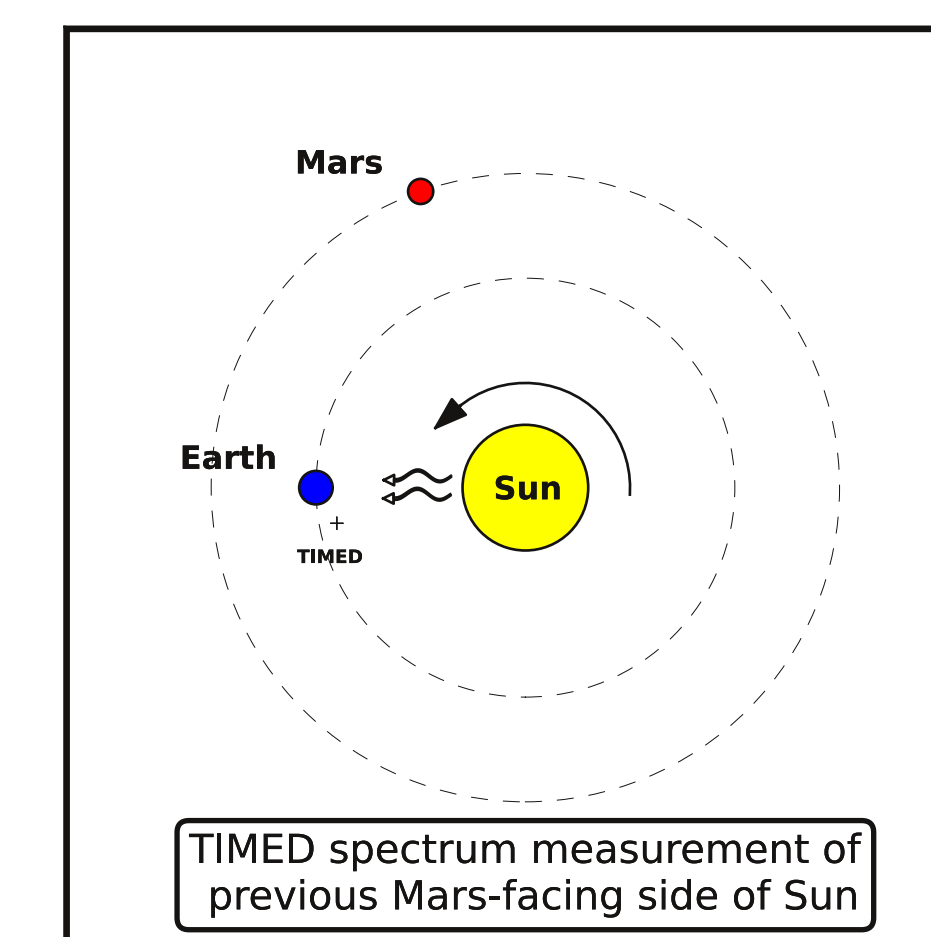 Mars
Earth
Sun
+
TIMED
TIMED spectrum measurement of
previous Mars-facing side of Sun